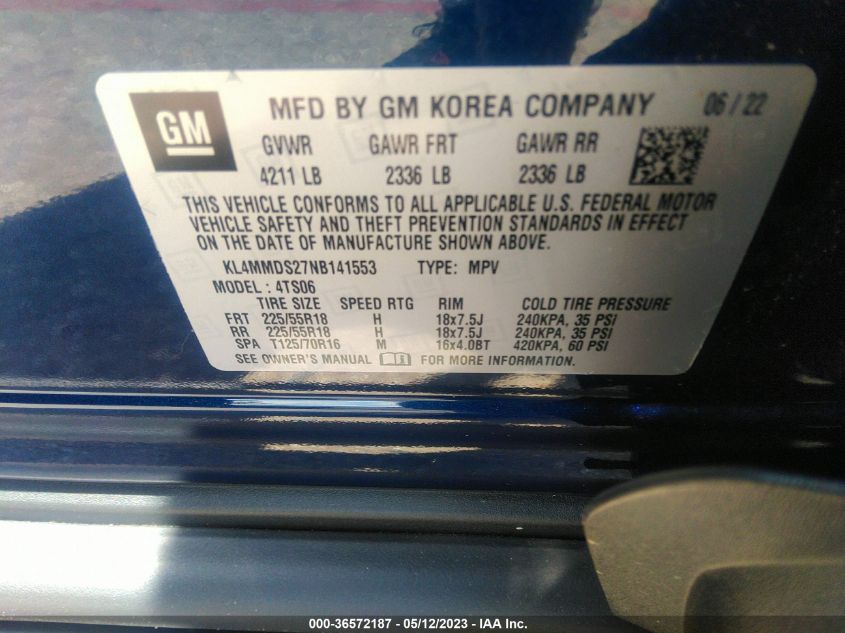 GM
MFD BY GM KOREA COMPANY 06/22
GVWR GAWR FRT GAWR RR
4211 LB 2336 LB 2336 LB
THIS VEHICLE CONFORMS TO ALL APPLICABLE U.S. FEDERAL MOTOR
VEHICLE SAFETY AND THEFT PREVENTION STANDARDS IN EFFECT
ON THE DATE OF MANUFACTURE SHOWN ABOVE.
KL4MMDS27NB141553 TYPE: MPV
MODEL: 4TS06
TIRE SIZE SPEED RTG RIM COLD TIRE PRESSURE
FRT 225/55R18 H 18x7.5J 240KPA, 35 PSI
RR 225/55R18 H 18x7.5J 240KPA, 35 PSI
SPA T125/70R16 M 16x4.0BT 420KPA, 60 PSI
SEE OWNER'S MANUAL FOR MORE INFORMATION.
000-36572187 - 05/12/2023 - IAA Inc.